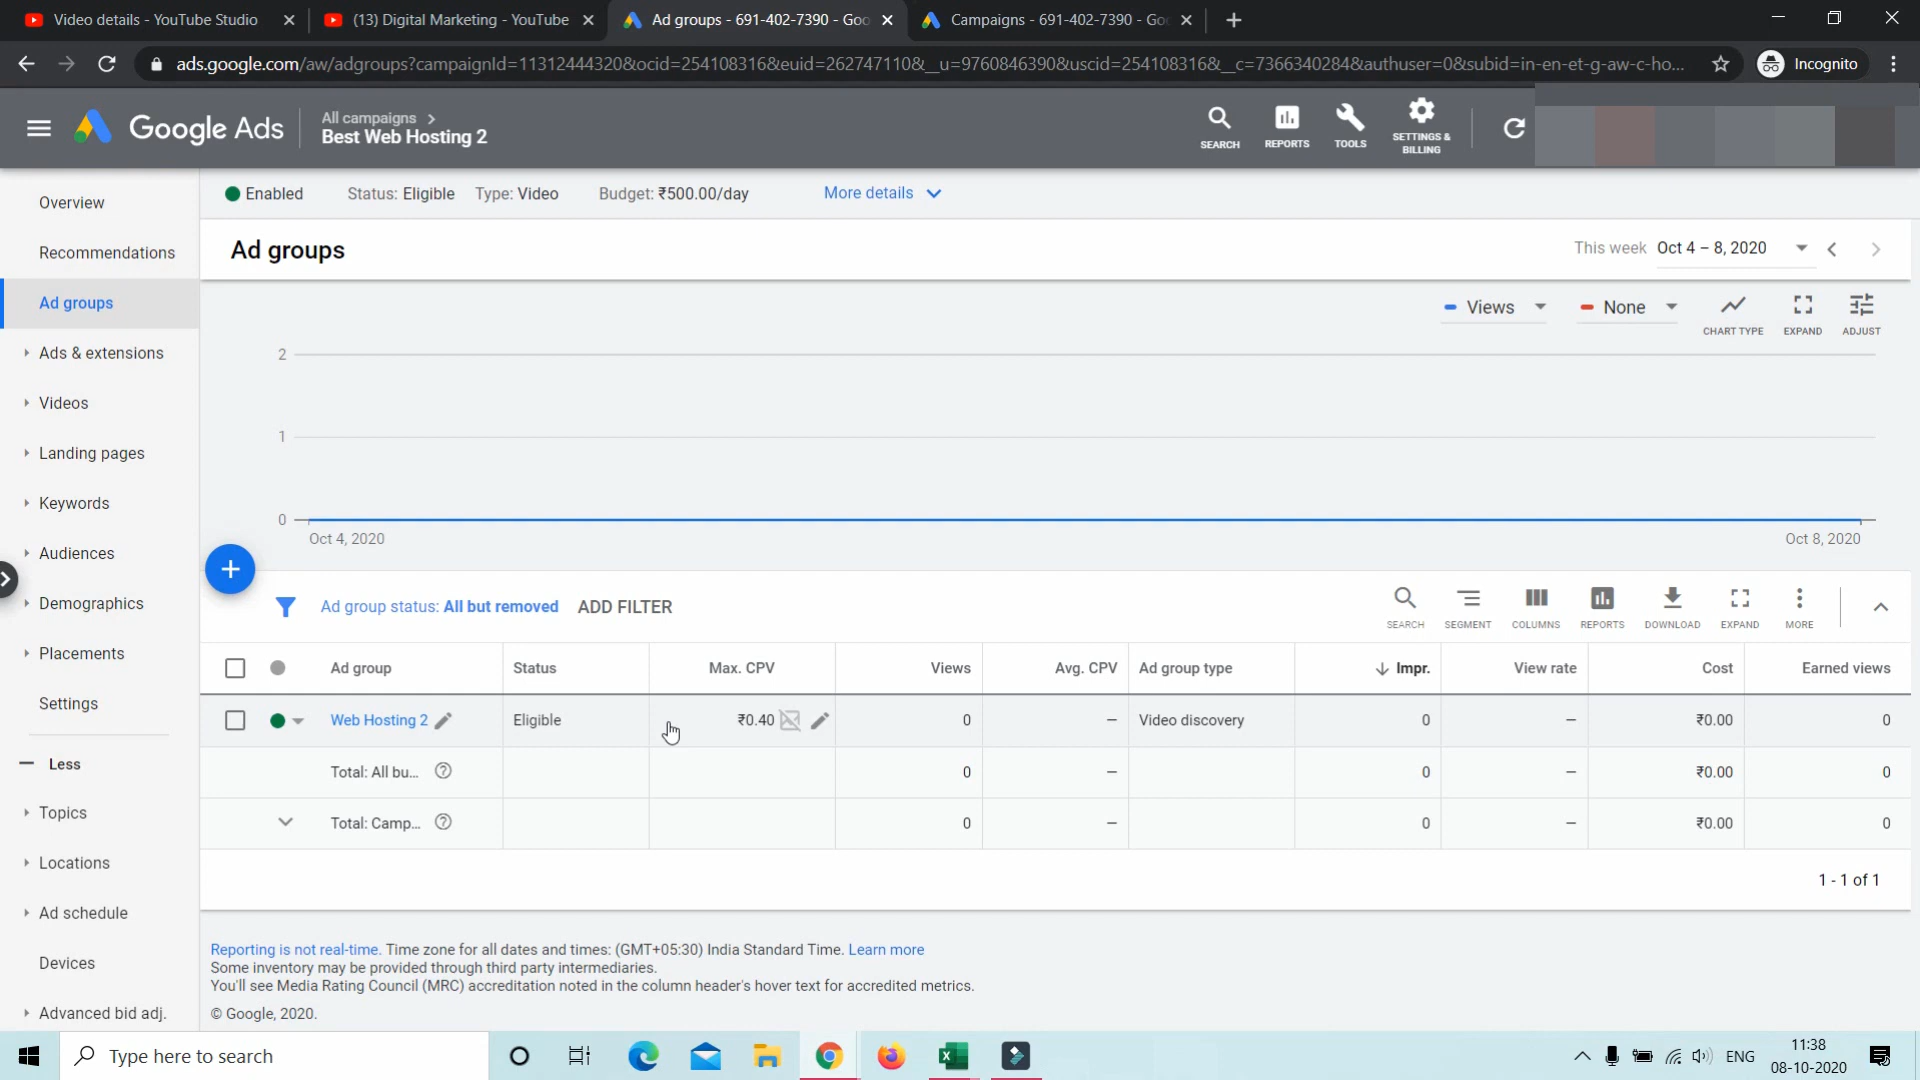 Video details - YouTube Studio
(13) Digital Marketing - YouTube
Ad groups - 691-402-7390 - Goo
Campaigns - 691-402-7390 - Go
ads.google.com/aw/adgroups?campaignId=11312444320&ocid=254108316&euid=262747110&__u=9760846390&uscid=254108316&__c=7366340284&authuser=0&subid=in-en-et-g-aw-c-ho...
Incognito
Google Ads
All campaigns >
Best Web Hosting 2
SEARCH
REPORTS
TOOLS
SETTINGS & BILLING
Enabled Status: Eligible Type: Video Budget: ₹500.00/day More details
Overview
Recommendations
Ad groups
Ads & extensions
Videos
Landing pages
Keywords
Audiences
Demographics
Placements
Settings
Less
Topics
Locations
Ad schedule
Devices
Advanced bid adj.
Ad groups
This week Oct 4 – 8, 2020
Views
None
CHART TYPE
EXPAND
ADJUST
2
1
0
Oct 4, 2020
Oct 8, 2020
Ad group status: All but removed ADD FILTER
SEARCH
SEGMENT
COLUMNS
REPORTS
DOWNLOAD
EXPAND
MORE
Ad group Status Max. CPV Views Avg. CPV Ad group type Impr. View rate Cost Earned views
Web Hosting 2 Eligible ₹0.40 0 – Video discovery 0 – ₹0.00 0
Total: All bu... 0 – 0 – ₹0.00 0
Total: Camp... 0 – 0 – ₹0.00 0
1 - 1 of 1
Reporting is not real-time. Time zone for all dates and times: (GMT+05:30) India Standard Time. Learn more
Some inventory may be provided through third party intermediaries.
You'll see Media Rating Council (MRC) accreditation noted in the column header's hover text for accredited metrics.
© Google, 2020.
Type here to search
ENG
11:38
08-10-2020